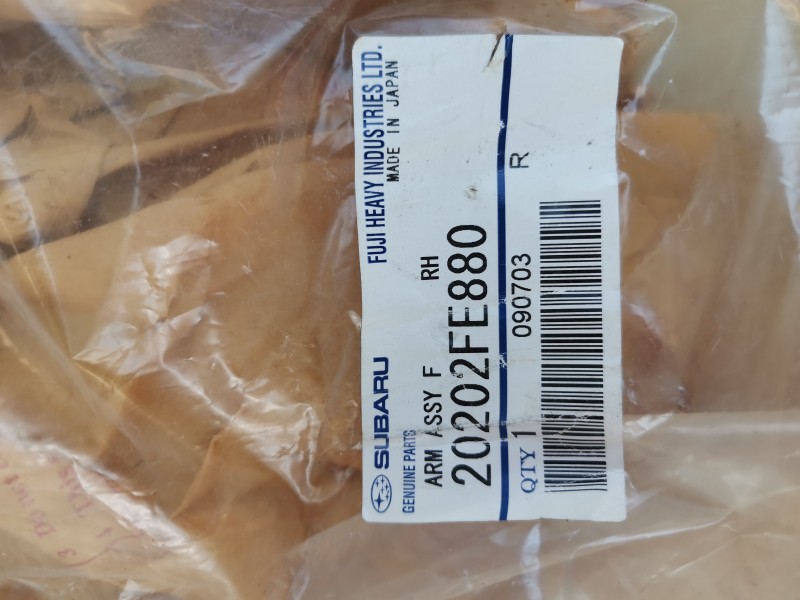 SUBARU FUJI HEAVY INDUSTRIES LTD.
GENUINE PARTS MADE IN JAPAN
ARM ASSY F RH
20202FE880
QTY 1 090703 R